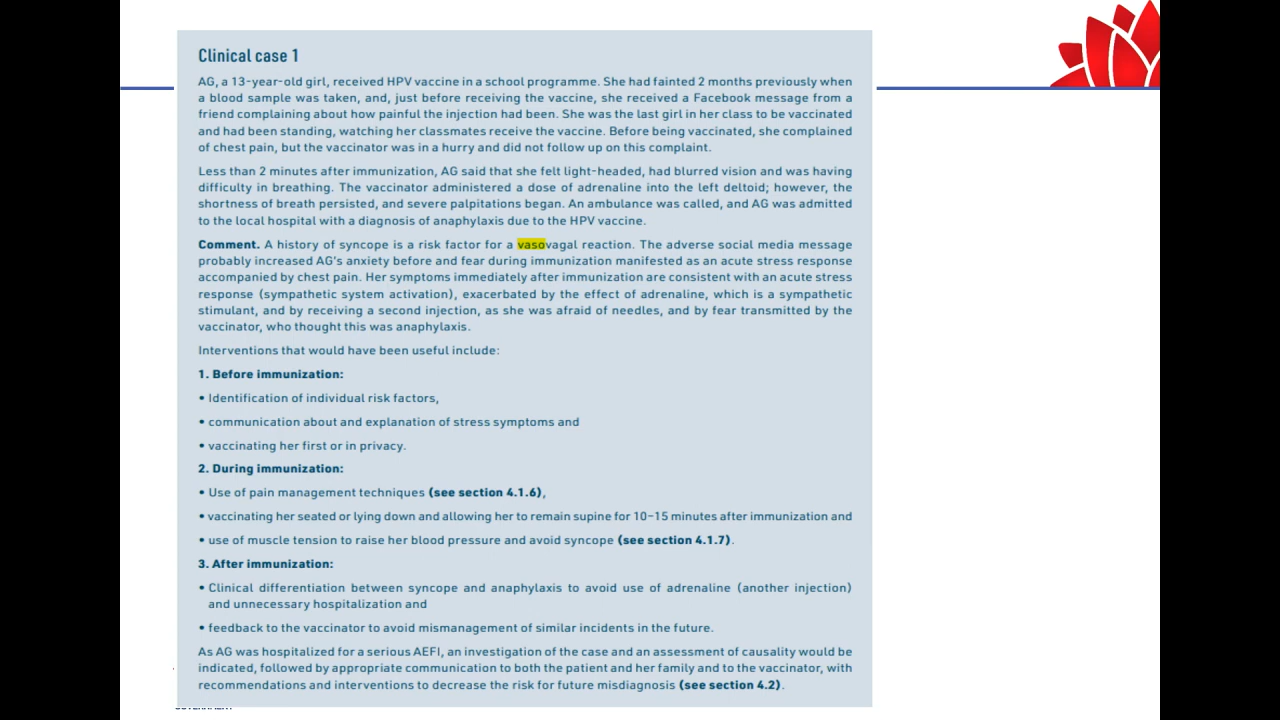 Clinical case 1
AG, a 13-year-old girl, received HPV vaccine in a school programme. She had fainted 2 months previously when
a blood sample was taken, and, just before receiving the vaccine, she received a Facebook message from a
friend complaining about how painful the injection had been. She was the last girl in her class to be vaccinated
and had been standing, watching her classmates receive the vaccine. Before being vaccinated, she complained
of chest pain, but the vaccinator was in a hurry and did not follow up on this complaint.
Less than 2 minutes after immunization, AG said that she felt light-headed, had blurred vision and was having
difficulty in breathing. The vaccinator administered a dose of adrenaline into the left deltoid; however, the
shortness of breath persisted, and severe palpitations began. An ambulance was called, and AG was admitted
to the local hospital with a diagnosis of anaphylaxis due to the HPV vaccine.
Comment. A history of syncope is a risk factor for a vasovagal reaction. The adverse social media message
probably increased AG's anxiety before and fear during immunization manifested as an acute stress response
accompanied by chest pain. Her symptoms immediately after immunization are consistent with an acute stress
response (sympathetic system activation), exacerbated by the effect of adrenaline, which is a sympathetic
stimulant, and by receiving a second injection, as she was afraid of needles, and by fear transmitted by the
vaccinator, who thought this was anaphylaxis.
Interventions that would have been useful include:
1. Before immunization:
• Identification of individual risk factors,
• communication about and explanation of stress symptoms and
• vaccinating her first or in privacy.
2. During immunization:
• Use of pain management techniques (see section 4.1.6),
• vaccinating her seated or lying down and allowing her to remain supine for 10–15 minutes after immunization and
• use of muscle tension to raise her blood pressure and avoid syncope (see section 4.1.7).
3. After immunization:
• Clinical differentiation between syncope and anaphylaxis to avoid use of adrenaline (another injection)
and unnecessary hospitalization and
• feedback to the vaccinator to avoid mismanagement of similar incidents in the future.
As AG was hospitalized for a serious AEFI, an investigation of the case and an assessment of causality would be
indicated, followed by appropriate communication to both the patient and her family and to the vaccinator, with
recommendations and interventions to decrease the risk for future misdiagnosis (see section 4.2).